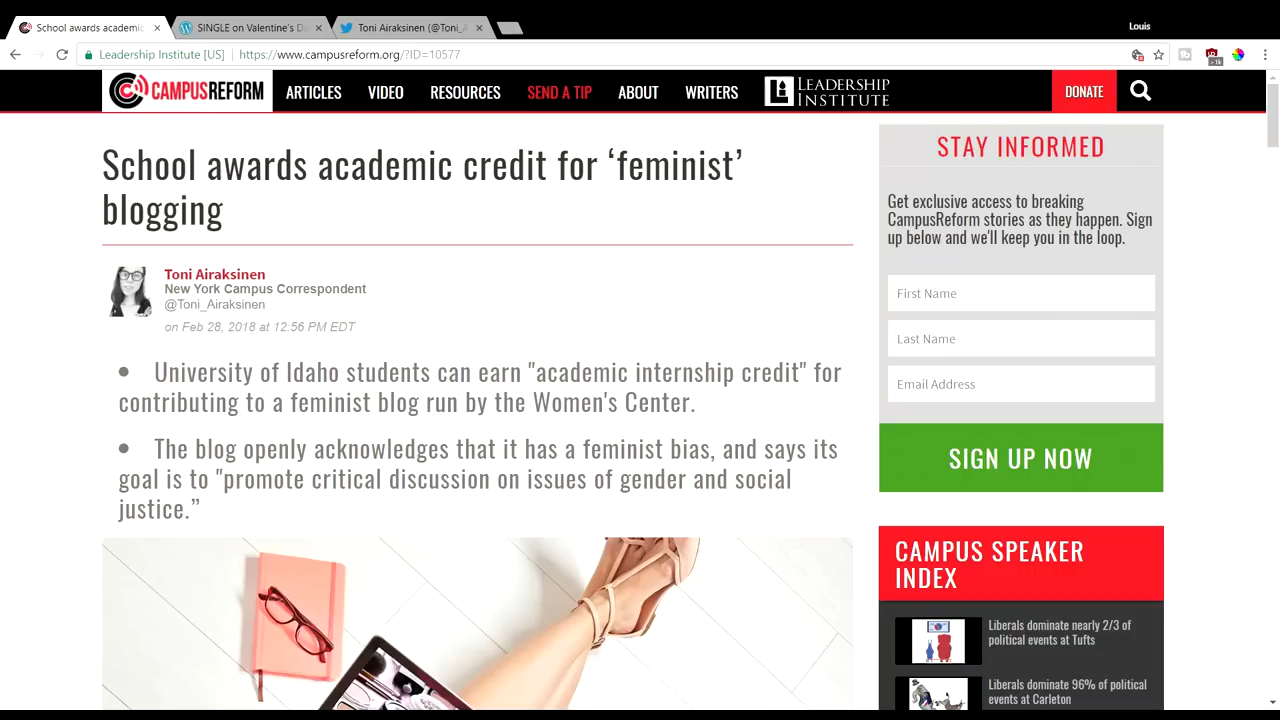 School awards academic
SINGLE on Valentine's D
Toni Airaksinen (@Toni_A
Louis
Leadership Institute [US]
https://www.campusreform.org/?ID=10577
>1k
CAMPUSREFORM
ARTICLES
VIDEO
RESOURCES
SEND A TIP
ABOUT
WRITERS
LEADERSHIP
INSTITUTE
DONATE
School awards academic credit for ‘feminist’
blogging
Toni Airaksinen
New York Campus Correspondent
@Toni_Airaksinen
on Feb 28, 2018 at 12:56 PM EDT
• University of Idaho students can earn "academic internship credit" for
contributing to a feminist blog run by the Women's Center.
• The blog openly acknowledges that it has a feminist bias, and says its
goal is to "promote critical discussion on issues of gender and social
justice.”
STAY INFORMED
Get exclusive access to breaking
CampusReform stories as they happen. Sign
up below and we'll keep you in the loop.
First Name
Last Name
Email Address
SIGN UP NOW
CAMPUS SPEAKER
INDEX
Liberals dominate nearly 2/3 of
political events at Tufts
Liberals dominate 96% of political
events at Carleton